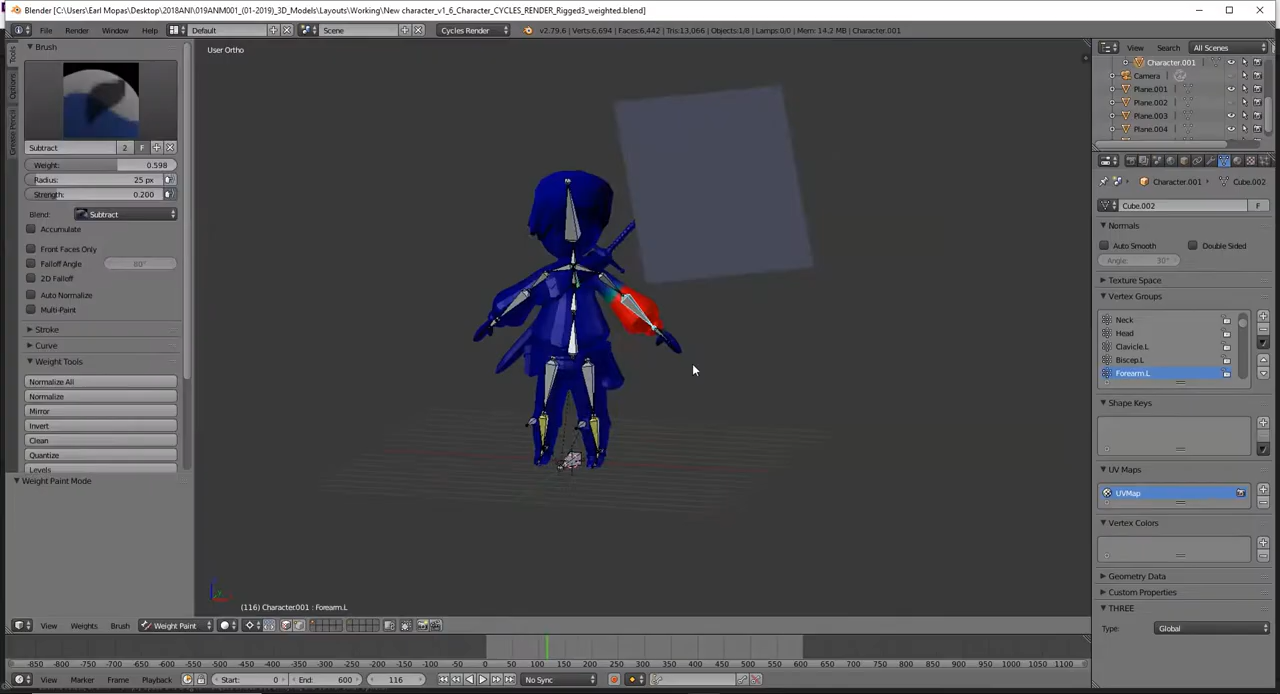 Blender [C:\Users\Earl Mopas\Desktop\2018ANI\019ANM001_(01-2019)_3D_Models\Layouts\Working\New character_v1_6_Character_CYCLES_RENDER_Rigged3_weighted.blend]
File Render Window Help Default Scene Cycles Render v2.79.6 | Verts:6,694 | Faces:6,442 | Tris:13,066 | Objects:1/8 | Lamps:0/0 | Mem: 14.2 MB | Character.001
View Search All Scenes
Character.001
Camera
Plane.001
Plane.002
Plane.003
Plane.004
Tools
Options
Grease Pencil
Brush
Subtract 2 F
Weight: 0.598
Radius: 25 px
Strength: 0.200
Blend: Subtract
Accumulate
Front Faces Only
Falloff Angle 80°
2D Falloff
Auto Normalize
Multi-Paint
Stroke
Curve
Weight Tools
Normalize All
Normalize
Mirror
Invert
Clean
Quantize
Levels
Weight Paint Mode
User Ortho
(116) Character.001 : Forearm.L
Character.001 Cube.002
Cube.002 F
Normals
Auto Smooth Double Sided
Angle: 30°
Texture Space
Vertex Groups
Neck
Head
Clavicle.L
Biscep.L
Forearm.L
Shape Keys
UV Maps
UVMap
Vertex Colors
Geometry Data
Custom Properties
THREE
Type: Global
View Weights Brush Weight Paint
-850 -800 -750 -700 -650 -600 -550 -500 -450 -400 -350 -300 -250 -200 -150 -100 -50 0 50 100 150 200 250 300 350 400 450 500 550 600 650 700 750 800 850 900 950 1000 1050 1100
View Marker Frame Playback Start: 0 End: 600 116 No Sync